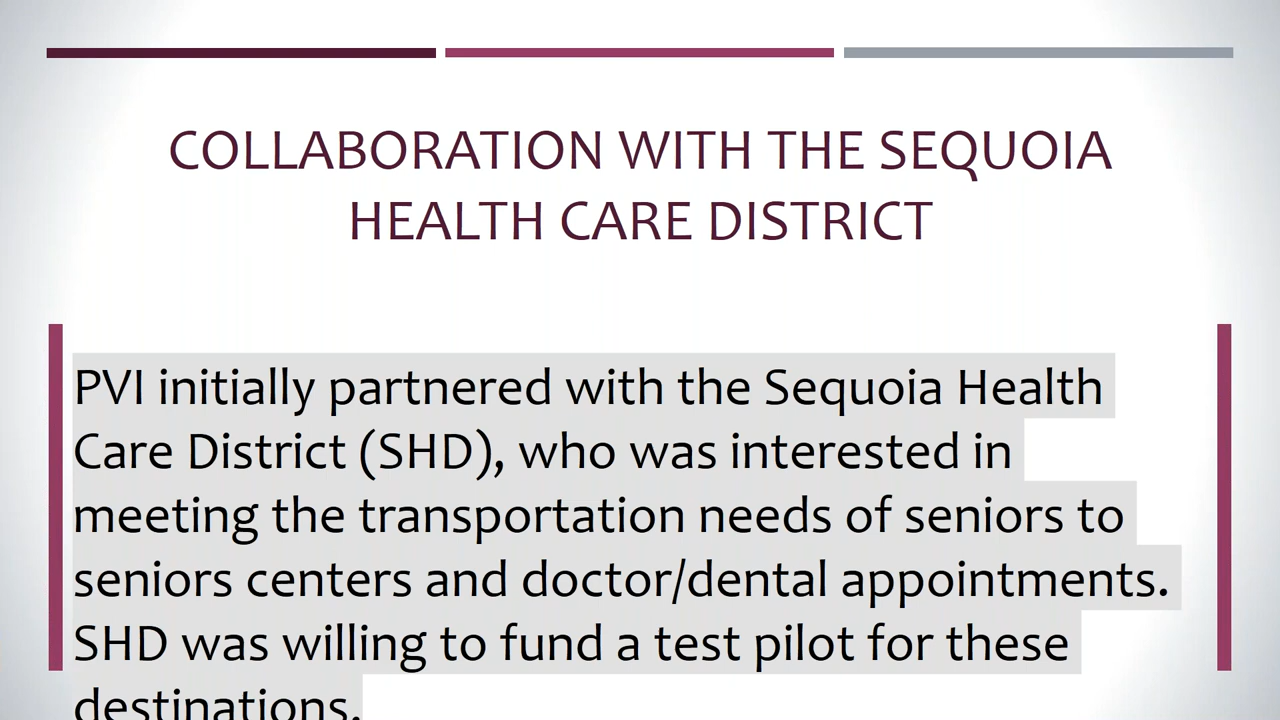 COLLABORATION WITH THE SEQUOIA
HEALTH CARE DISTRICT
PVI initially partnered with the Sequoia Health
Care District (SHD), who was interested in
meeting the transportation needs of seniors to
seniors centers and doctor/dental appointments.
SHD was willing to fund a test pilot for these
destinations.